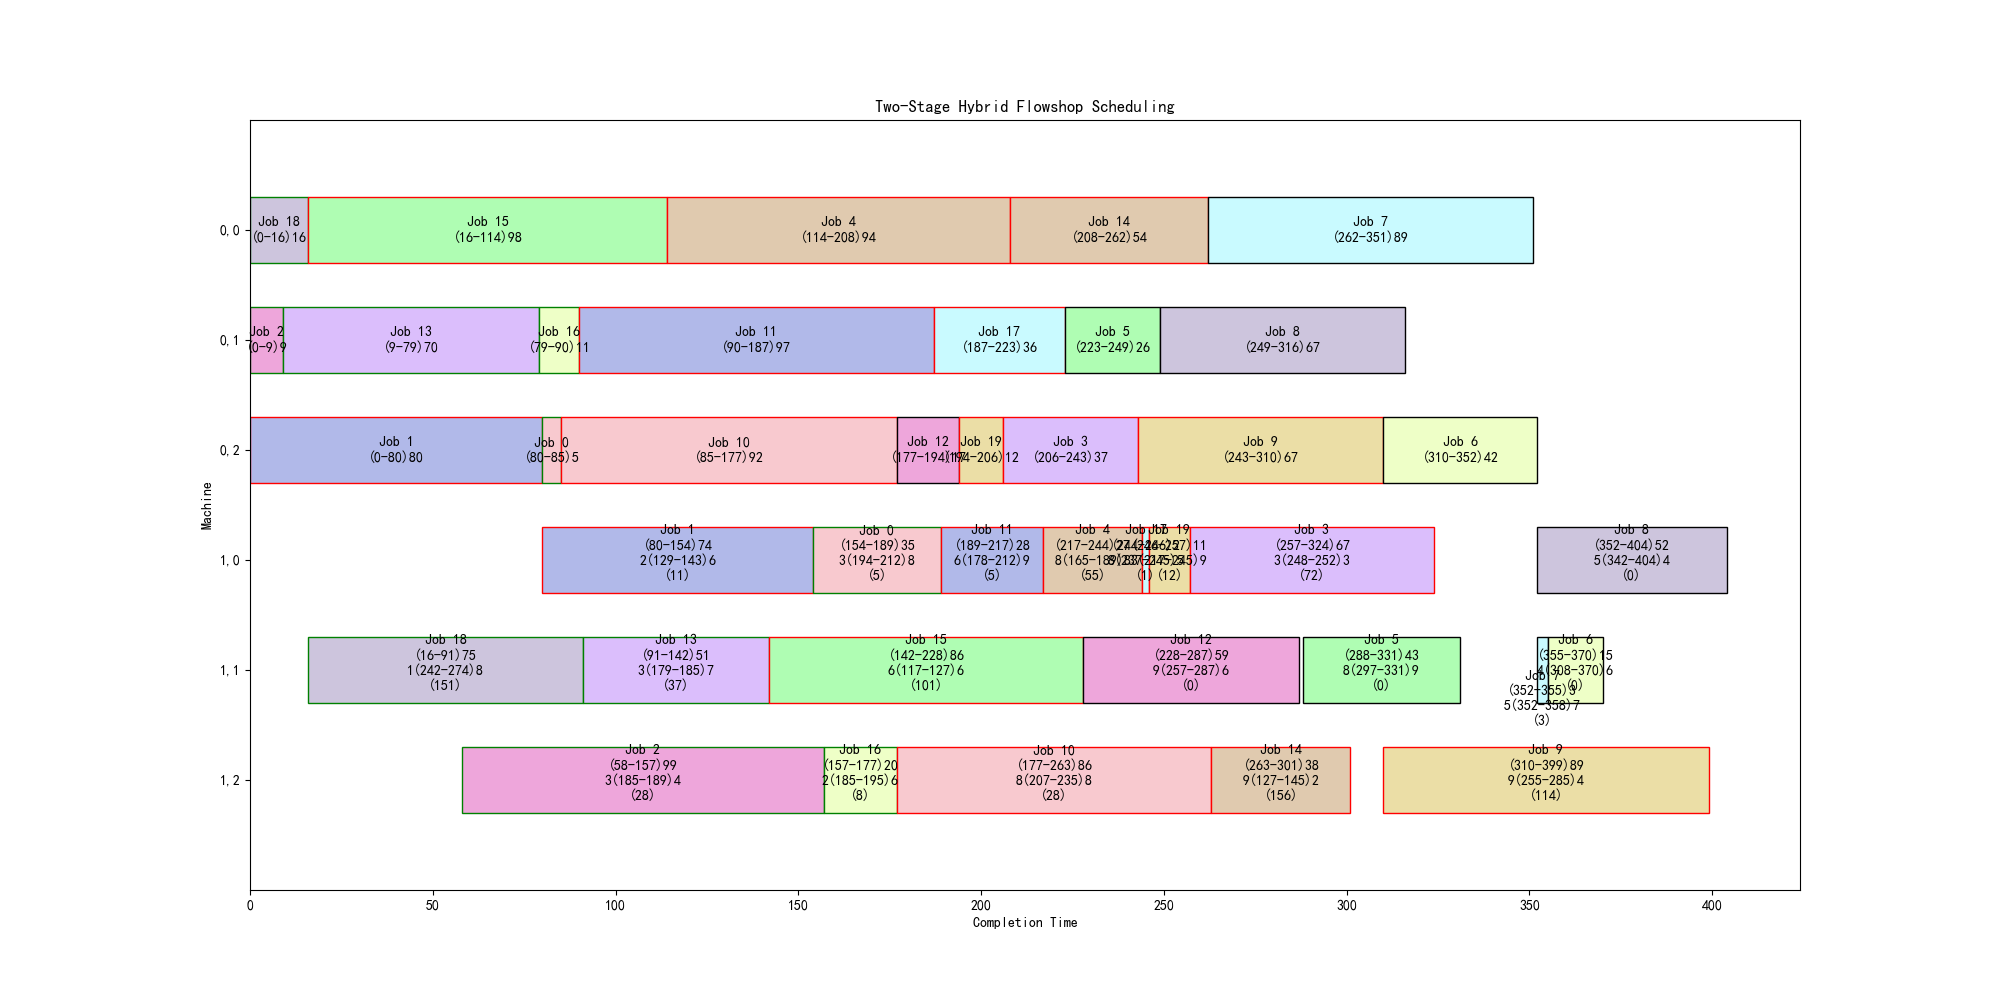 Two-Stage Hybrid Flowshop Scheduling
0,0
Job 18
(0-16)16
Job 15
(16-114)98
Job 4
(114-208)94
Job 14
(208-262)54
Job 7
(262-351)89
0,1
Job 2
(0-9)9
Job 13
(9-79)70
Job 16
(79-90)11
Job 11
(90-187)97
Job 17
(187-223)36
Job 5
(223-249)26
Job 8
(249-316)67
0,2
Job 1
(0-80)80
Job 0
(80-85)5
Job 10
(85-177)92
Job 12
(177-194)17
Job 19
(194-206)12
Job 3
(206-243)37
Job 9
(243-310)67
Job 6
(310-352)42
Machine
1,0
Job 1
(80-154)74
2(129-143)6
(11)
Job 0
(154-189)35
3(194-212)8
(5)
Job 11
(189-217)28
6(178-212)9
(5)
Job 4
(217-244)27
(55)
Job 17
(1)
Job 19
(12)
Job 3
(257-324)67
3(248-252)3
(72)
Job 8
(352-404)52
5(342-404)4
(0)
1,1
Job 18
(16-91)75
1(242-274)8
(151)
Job 13
(91-142)51
3(179-185)7
(37)
Job 15
(142-228)86
6(117-127)6
(101)
Job 12
(228-287)59
9(257-287)6
(0)
Job 5
(288-331)43
8(297-331)9
(0)
Job 7
(352-355)3
5(352-358)7
(3)
Job 6
(355-370)15
4(308-370)6
(0)
1,2
Job 2
(58-157)99
3(185-189)4
(28)
Job 16
(157-177)20
2(185-195)6
(8)
Job 10
(177-263)86
8(207-235)8
(28)
Job 14
(263-301)38
9(127-145)2
(156)
Job 9
(310-399)89
9(255-285)4
(114)
0
50
100
150
200
250
300
350
400
Completion Time